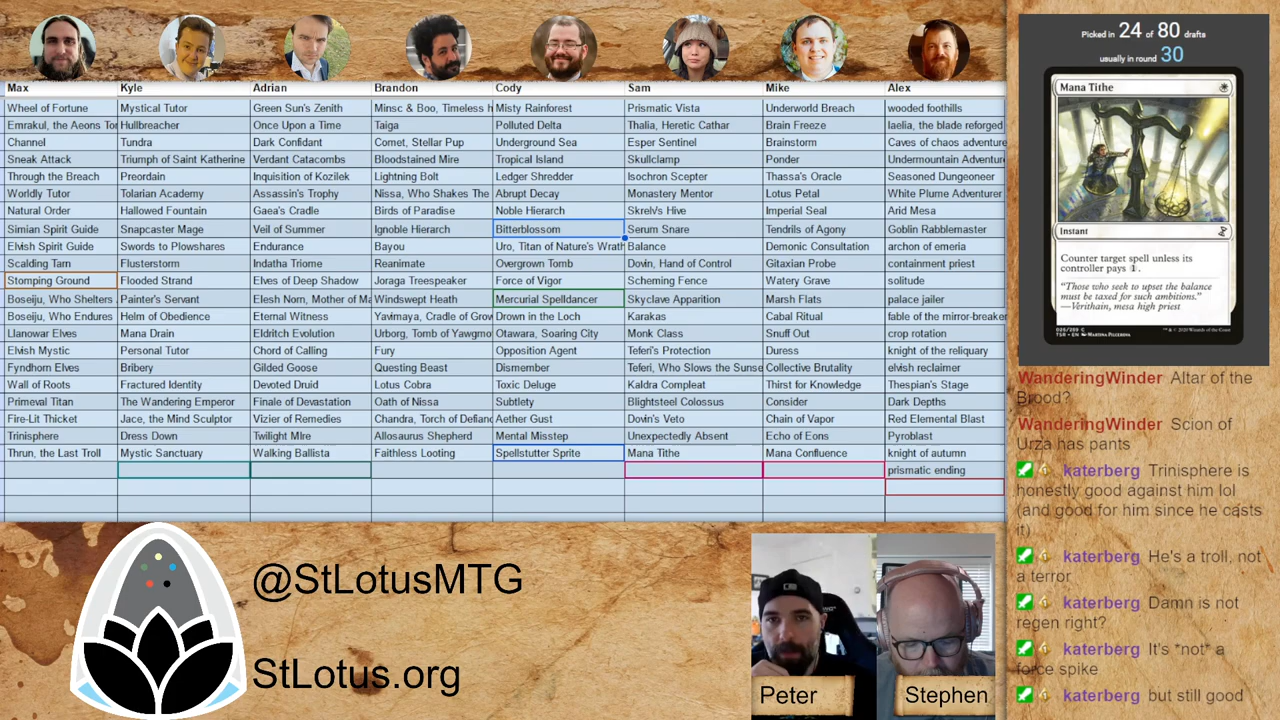 Max Kyle Adrian Brandon Cody Sam Mike Alex
Wheel of Fortune Mystical Tutor Green Sun's Zenith Minsc & Boo, Timeless h Misty Rainforest Prismatic Vista Underworld Breach wooded foothills
Emrakul, the Aeons Tor Hullbreacher Once Upon a Time Taiga Polluted Delta Thalia, Heretic Cathar Brain Freeze laelia, the blade reforged
Channel Tundra Dark Confidant Comet, Stellar Pup Underground Sea Esper Sentinel Brainstorm Caves of chaos adventure
Sneak Attack Triumph of Saint Katherine Verdant Catacombs Bloodstained Mire Tropical Island Skullclamp Ponder Undermountain Adventure
Through the Breach Preordain Inquisition of Kozilek Lightning Bolt Ledger Shredder Isochron Scepter Thassa's Oracle Seasoned Dungeoneer
Worldly Tutor Tolarian Academy Assassin's Trophy Nissa, Who Shakes The Abrupt Decay Monastery Mentor Lotus Petal White Plume Adventurer
Natural Order Hallowed Fountain Gaea's Cradle Birds of Paradise Noble Hierarch Skrelv's Hive Imperial Seal Arid Mesa
Simian Spirit Guide Snapcaster Mage Veil of Summer Ignoble Hierarch Bitterblossom Serum Snare Tendrils of Agony Goblin Rabblemaster
Elvish Spirit Guide Swords to Plowshares Endurance Bayou Uro, Titan of Nature's Wrath Balance Demonic Consultation archon of emeria
Scalding Tarn Flusterstorm Indatha Triome Reanimate Overgrown Tomb Dovin, Hand of Control Gitaxian Probe containment priest
Stomping Ground Flooded Strand Elves of Deep Shadow Joraga Treespeaker Force of Vigor Scheming Fence Watery Grave solitude
Boseiju, Who Shelters Painter's Servant Elesh Norn, Mother of Ma Windswept Heath Mercurial Spelldancer Skyclave Apparition Marsh Flats palace jailer
Boseiju, Who Endures Helm of Obedience Eternal Witness Yavimaya, Cradle of Grow Drown in the Loch Karakas Cabal Ritual fable of the mirror-breaker
Llanowar Elves Mana Drain Eldritch Evolution Urborg, Tomb of Yawgmo Otawara, Soaring City Monk Class Snuff Out crop rotation
Elvish Mystic Personal Tutor Chord of Calling Fury Opposition Agent Teferi's Protection Duress knight of the reliquary
Fyndhorn Elves Bribery Gilded Goose Questing Beast Dismember Teferi, Who Slows the Sunse Collective Brutality elvish reclaimer
Wall of Roots Fractured Identity Devoted Druid Lotus Cobra Toxic Deluge Kaldra Compleat Thirst for Knowledge Thespian's Stage
Primeval Titan The Wandering Emperor Finale of Devastation Oath of Nissa Subtlety Blightsteel Colossus Consider Dark Depths
Fire-Lit Thicket Jace, the Mind Sculptor Vizier of Remedies Chandra, Torch of Defianc Aether Gust Dovin's Veto Chain of Vapor Red Elemental Blast
Trinisphere Dress Down Twilight MIre Allosaurus Shepherd Mental Misstep Unexpectedly Absent Echo of Eons Pyroblast
Thrun, the Last Troll Mystic Sanctuary Walking Ballista Faithless Looting Spellstutter Sprite Mana Tithe Mana Confluence knight of autumn
prismatic ending
@StLotusMTG
StLotus.org
Peter Stephen
Picked in 24 of 80 drafts
usually in round 30
Mana Tithe
Instant
Counter target spell unless its
controller pays 1.
"Those who seek to upset the balance
must be taxed for such ambitions."
—Verithain, mesa high priest
WanderingWinder Altar of the
Brood?
WanderingWinder Scion of
Urza has pants
katerberg Trinisphere is
honestly good against him lol
(and good for him since he casts
it)
katerberg He's a troll, not
a terror
katerberg Damn is not
regen right?
katerberg It's *not* a
force spike
katerberg but still good